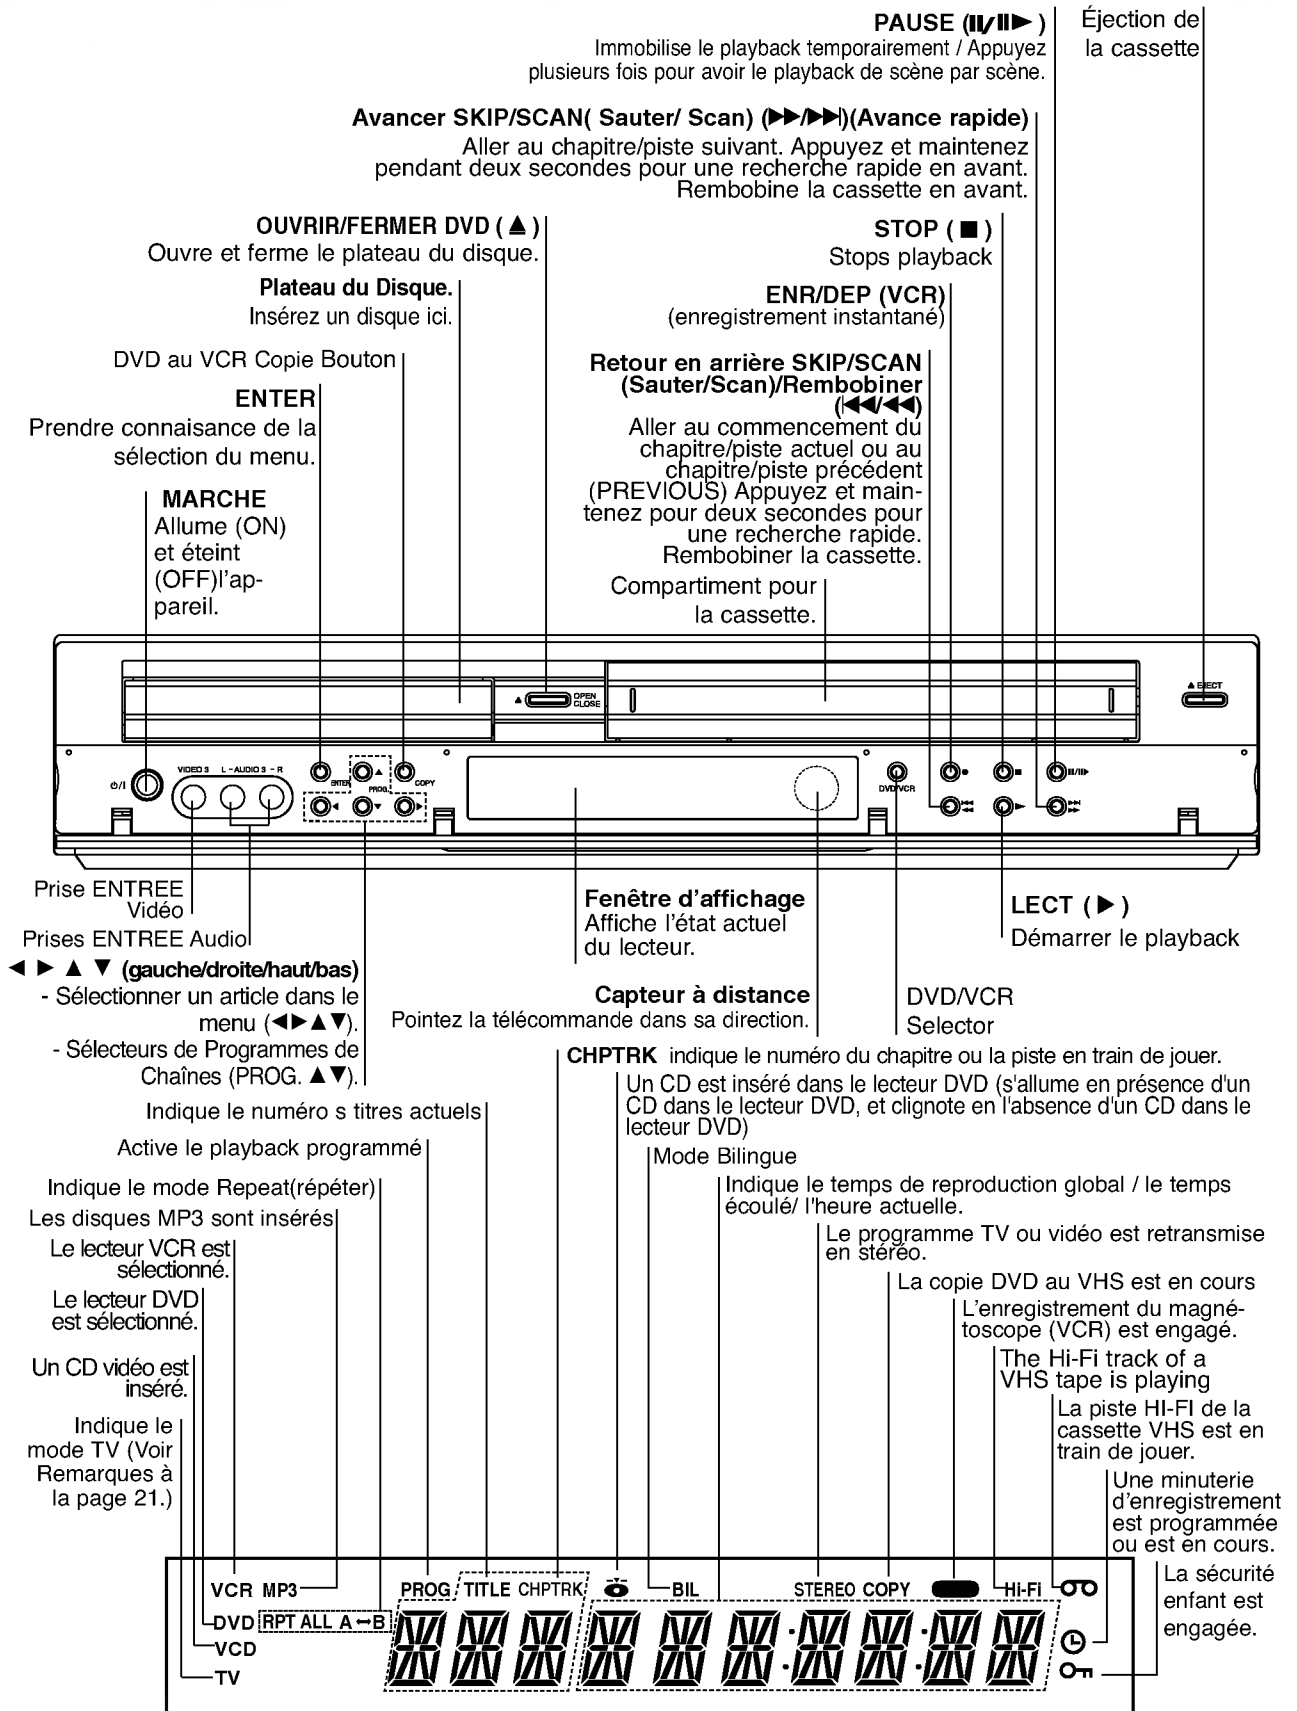 PAUSE (II/II▶ )
Immobilise le playback temporairement / Appuyez
plusieurs fois pour avoir le playback de scène par scène.
Éjection de
la cassette
Avancer SKIP/SCAN( Sauter/ Scan) (▶▶/▶▶|)(Avance rapide)
Aller au chapitre/piste suivant. Appuyez et maintenez
pendant deux secondes pour une recherche rapide en avant.
Rembobine la cassette en avant.
OUVRIR/FERMER DVD ( ▲ )
Ouvre et ferme le plateau du disque.
STOP ( ■ )
Stops playback
Plateau du Disque.
Insérez un disque ici.
ENR/DEP (VCR)
(enregistrement instantané)
DVD au VCR Copie Bouton
Retour en arrière SKIP/SCAN
(Sauter/Scan)/Rembobiner
(|◀◀/◀◀)
Aller au commencement du
chapitre/piste actuel ou au
chapitre/piste précédent
(PREVIOUS) Appuyez et main-
tenez pour deux secondes pour
une recherche rapide.
Rembobiner la cassette.
ENTER
Prendre connaisance de la
sélection du menu.
MARCHE
Allume (ON)
et éteint
(OFF)l'ap-
pareil.
Compartiment pour
la cassette.
▲ OPEN
CLOSE
▲ EJECT
VIDEO 3 L - AUDIO 3 - R
⏻/I
ENTER
▲
PROG.
COPY
◀ ▼ ▶
DVD/VCR
● ■ II/II▶
|◀◀
◀◀
▶
▶▶|
▶▶
Prise ENTREE
Vidéo
Prises ENTREE Audio
◀ ▶ ▲ ▼ (gauche/droite/haut/bas)
- Sélectionner un article dans le
menu (◀▶▲▼).
- Sélecteurs de Programmes de
Chaînes (PROG. ▲▼).
Fenêtre d'affichage
Affiche l'état actuel
du lecteur.
LECT ( ▶ )
Démarrer le playback
Capteur à distance
Pointez la télécommande dans sa direction.
DVD/VCR
Selector
CHPTRK indique le numéro du chapitre ou la piste en train de jouer.
Un CD est inséré dans le lecteur DVD (s'allume en présence d'un
CD dans le lecteur DVD, et clignote en l'absence d'un CD dans le
lecteur DVD)
Indique le numéro s titres actuels
Active le playback programmé
Mode Bilingue
Indique le mode Repeat(répéter)
Indique le temps de reproduction global / le temps
écoulé/ l'heure actuelle.
Les disques MP3 sont insérés
Le programme TV ou vidéo est retransmise
en stéréo.
Le lecteur VCR est
sélectionné.
La copie DVD au VHS est en cours
Le lecteur DVD
est sélectionné.
L'enregistrement du magné-
toscope (VCR) est engagé.
Un CD vidéo est
inséré.
The Hi-Fi track of a
VHS tape is playing
Indique le
mode TV (Voir
Remarques à
la page 21.)
La piste HI-FI de la
cassette VHS est en
train de jouer.
Une minuterie
d'enregistrement
est programmée
ou est en cours.
La sécurité
enfant est
engagée.
VCR MP3 PROG TITLE CHPTRK BIL STEREO COPY Hi-Fi
DVD RPT ALL A↔B
VCD
TV